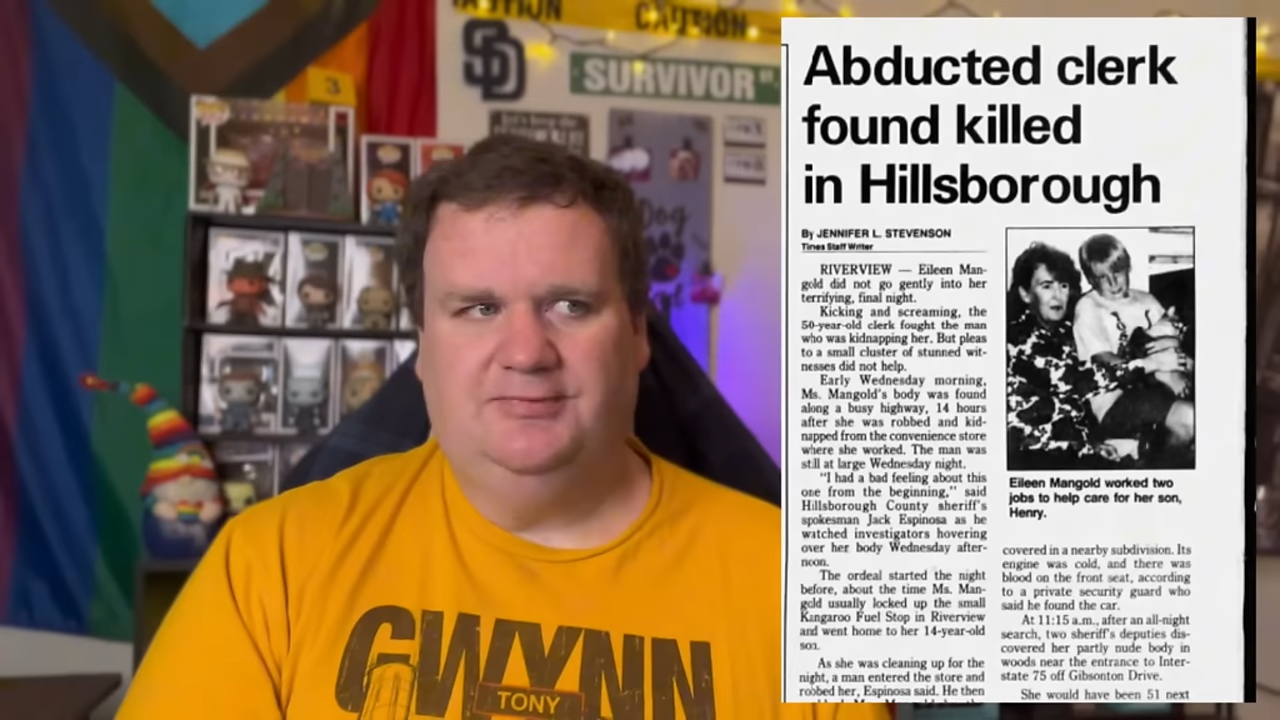 CAUTION
CAUTION
SD
SURVIVOR
3
GWYNN
TONY
Abducted clerk
found killed
in Hillsborough
By JENNIFER L. STEVENSON
Times Staff Writer
RIVERVIEW — Eileen Man-
gold did not go gently into her
terrifying, final night.
Kicking and screaming, the
50-year-old clerk fought the man
who was kidnapping her. But pleas
to a small cluster of stunned wit-
nesses did not help.
Early Wednesday morning,
Ms. Mangold's body was found
along a busy highway, 14 hours
after she was robbed and kid-
napped from the convenience store
where she worked. The man was
still at large Wednesday night.
"I had a bad feeling about this
one from the beginning," said
Hillsborough County sheriff's
spokesman Jack Espinosa as he
watched investigators hovering
over her body Wednesday after-
noon.
The ordeal started the night
before, about the time Ms. Man-
gold usually locked up the small
Kangaroo Fuel Stop in Riverview
and went home to her 14-year-old
son.
As she was cleaning up for the
night, a man entered the store and
robbed her, Espinosa said. He then
Eileen Mangold worked two
jobs to help care for her son,
Henry.
covered in a nearby subdivision. Its
engine was cold, and there was
blood on the front seat, according
to a private security guard who
said he found the car.
At 11:15 a.m., after an all-night
search, two sheriff's deputies dis-
covered her partly nude body in
woods near the entrance to Inter-
state 75 off Gibsonton Drive.
She would have been 51 next